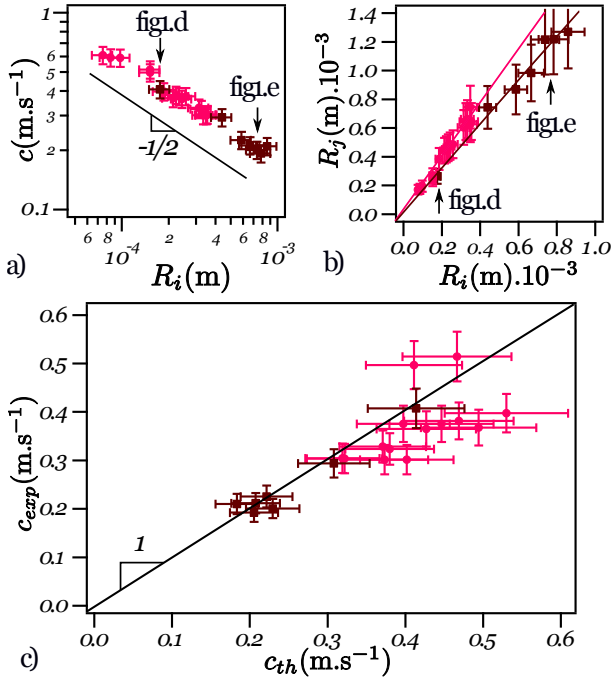 1
6
5
4
3
2
0.1
c(m.s⁻¹)
fig1.d
fig1.e
-1/2
6 8 2 4 6 8
10⁻⁴ 10⁻³
a) R_i(m)
1.4
1.2
1.0
0.8
0.6
0.4
0.2
0.0
R_j(m).10⁻³
fig1.e
fig1.d
0.0 0.2 0.4 0.6 0.8 1.0
b) R_i(m).10⁻³
0.6
0.5
0.4
0.3
0.2
0.1
0.0
c_exp(m.s⁻¹)
1
0.0 0.1 0.2 0.3 0.4 0.5 0.6
c) c_th(m.s⁻¹)